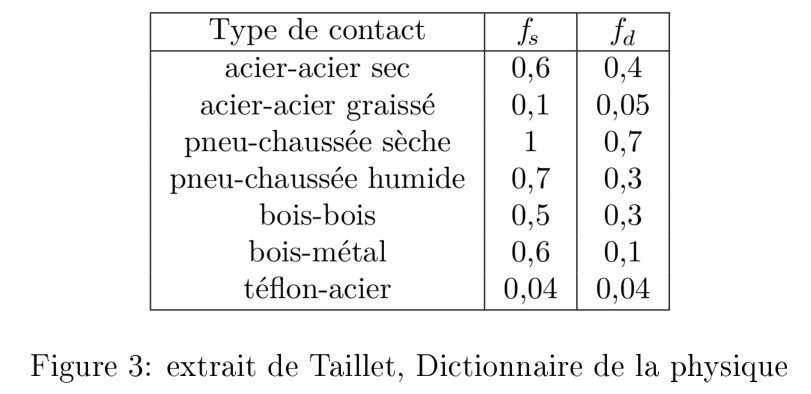 Type de contact f_s f_d
acier-acier sec 0,6 0,4
acier-acier graissé 0,1 0,05
pneu-chaussée sèche 1 0,7
pneu-chaussée humide 0,7 0,3
bois-bois 0,5 0,3
bois-métal 0,6 0,1
téflon-acier 0,04 0,04
Figure 3: extrait de Taillet, Dictionnaire de la physique